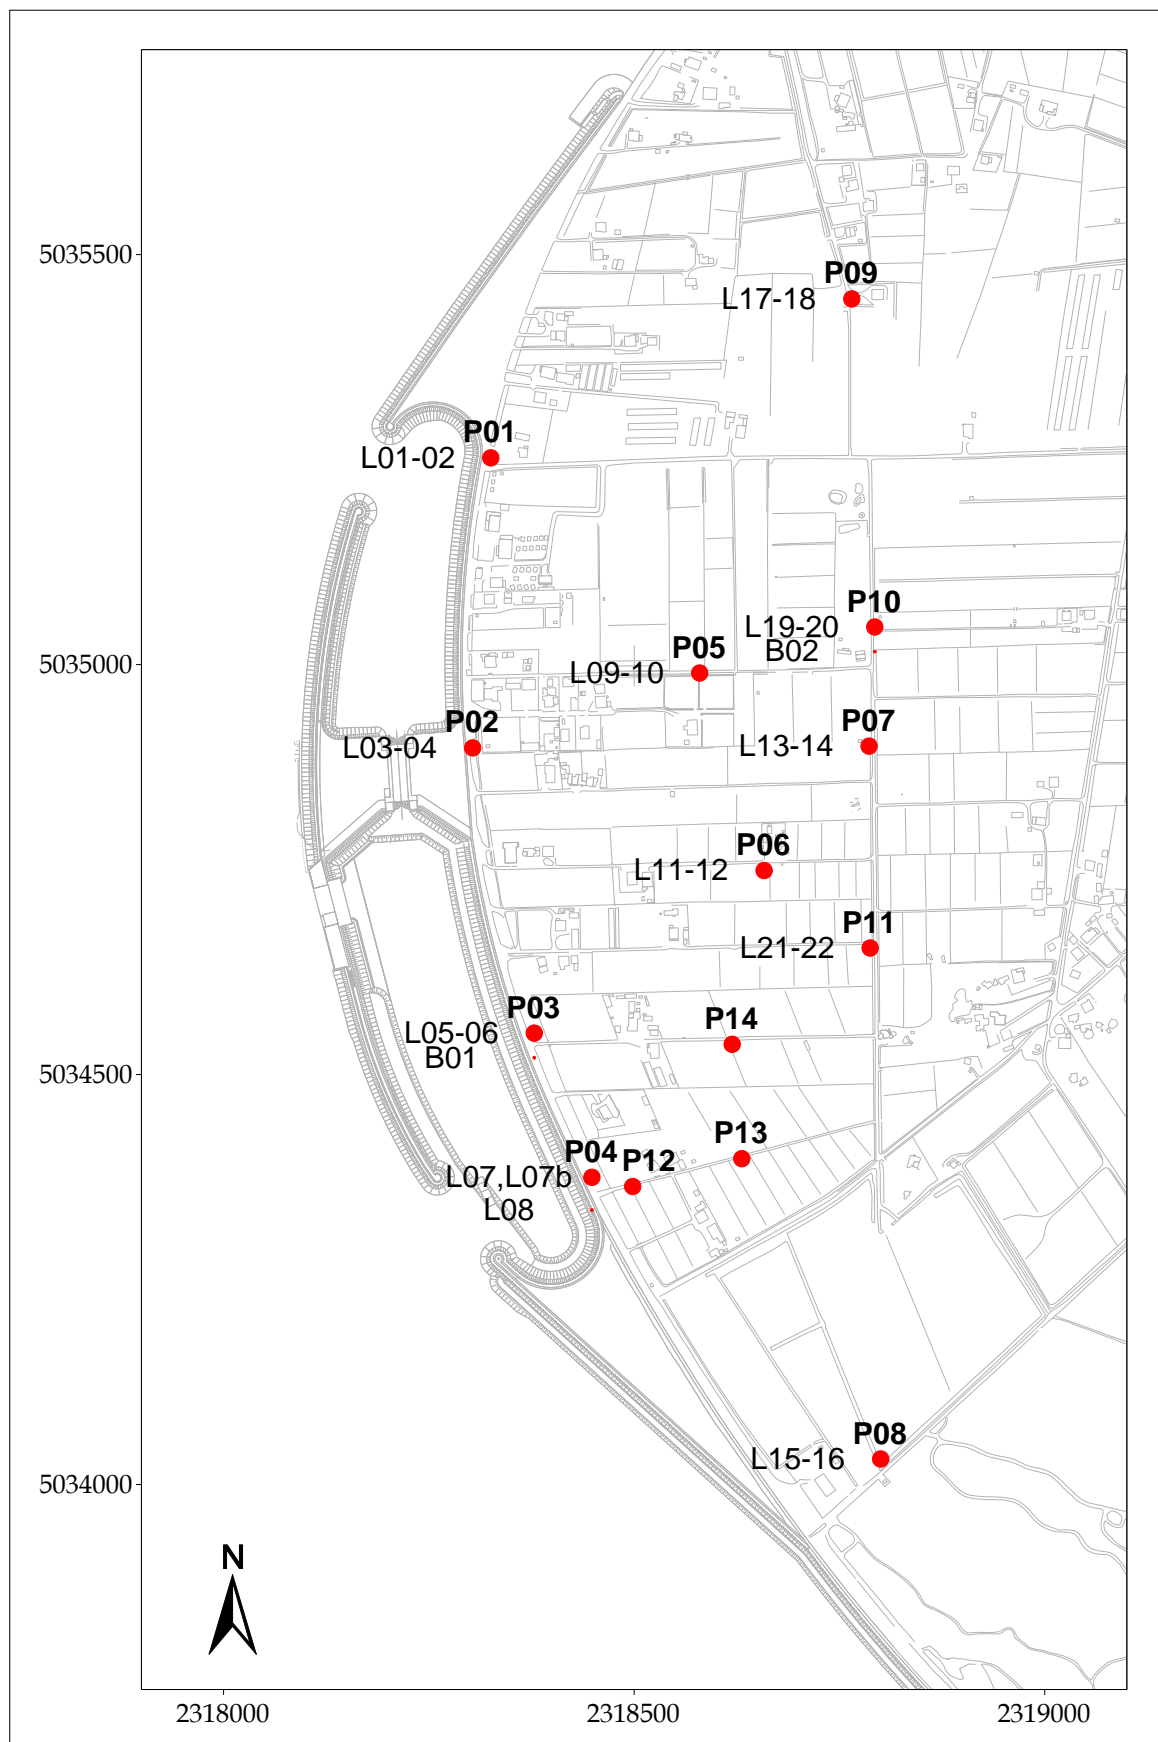 5035500
P09
L17-18
P01
L01-02
P10
L19-20
B02
5035000
P05
L09-10
P07
L13-14
P02
L03-04
P06
L11-12
P11
L21-22
P03
L05-06
B01
P14
5034500
P13
P04
L07,L07b
L08
P12
P08
L15-16
5034000
N
2318000
2318500
2319000